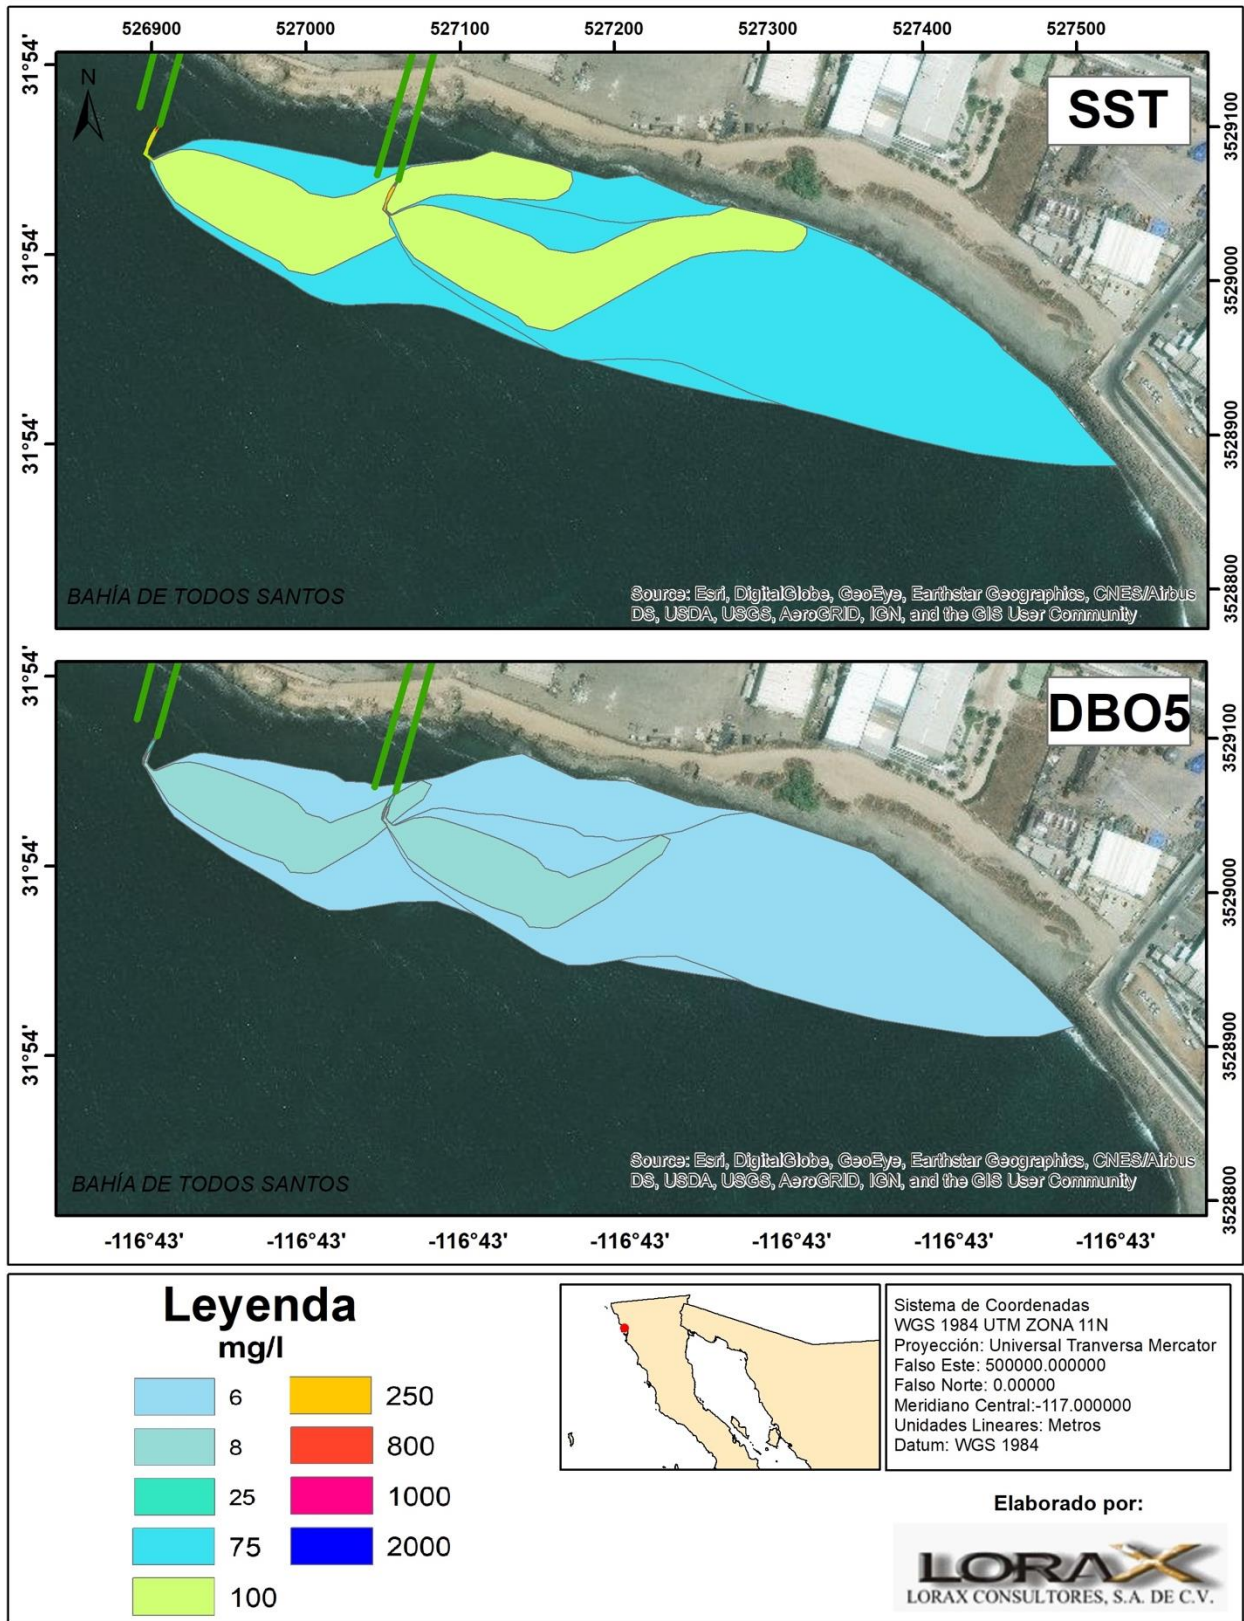 526900 527000 527100 527200 527300 527400 527500
31°54'
31°54'
31°54'
N
SST
3529100
3529000
3528900
3528800
BAHÍA DE TODOS SANTOS
Source: Esri, DigitalGlobe, GeoEye, Earthstar Geographics, CNES/Airbus
DS, USDA, USGS, AeroGRID, IGN, and the GIS User Community
31°54'
31°54'
31°54'
DBO5
3529100
3529000
3528900
3528800
BAHÍA DE TODOS SANTOS
Source: Esri, DigitalGlobe, GeoEye, Earthstar Geographics, CNES/Airbus
DS, USDA, USGS, AeroGRID, IGN, and the GIS User Community
-116°43' -116°43' -116°43' -116°43' -116°43' -116°43' -116°43'
Leyenda
mg/l
6
8
25
75
100
250
800
1000
2000
Sistema de Coordenadas
WGS 1984 UTM ZONA 11N
Proyección: Universal Tranversa Mercator
Falso Este: 500000.000000
Falso Norte: 0.00000
Meridiano Central:-117.000000
Unidades Lineares: Metros
Datum: WGS 1984
Elaborado por:
LORAX
LORAX CONSULTORES, S.A. DE C.V.